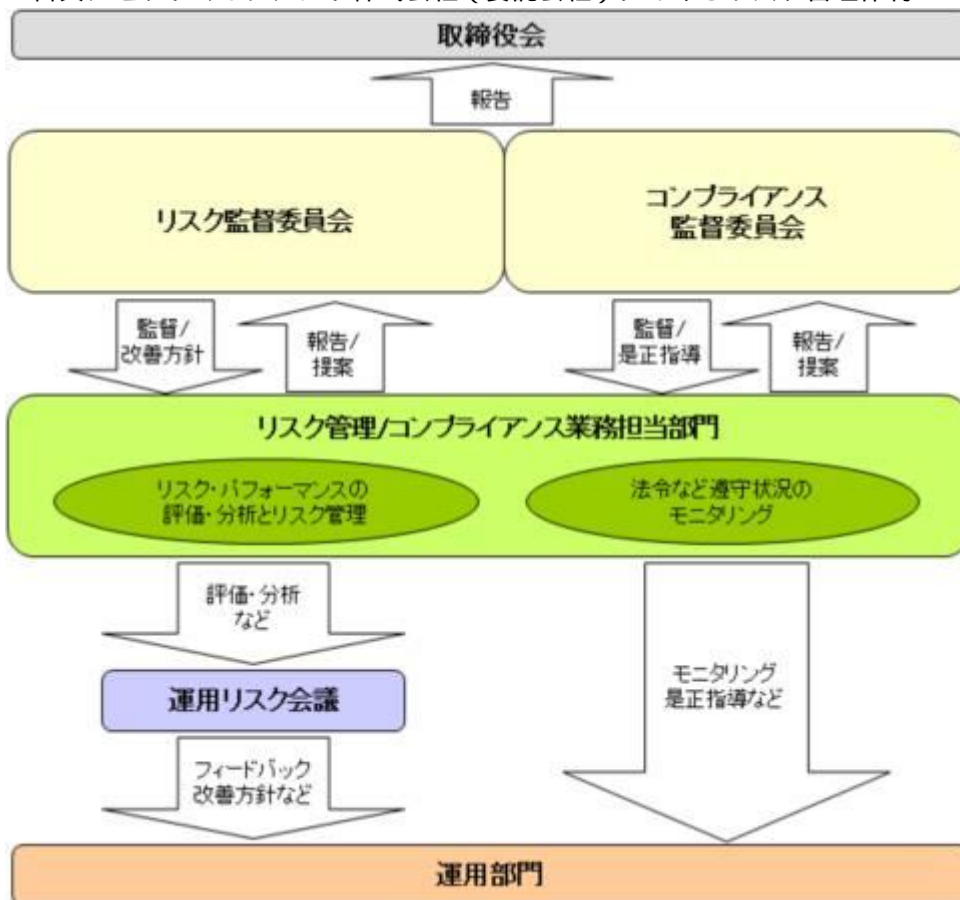 取締役会
報告
リスク監督委員会
コンプライアンス
監督委員会
監督/
改善方針
報告/
提案
監督/
是正指導
報告/
提案
リスク管理/コンプライアンス業務担当部門
リスク・パフォーマンスの
評価・分析とリスク管理
法令など遵守状況の
モニタリング
評価・分析
など
運用リスク会議
モニタリング
是正指導など
フィードバック
改善方針など
運用部門